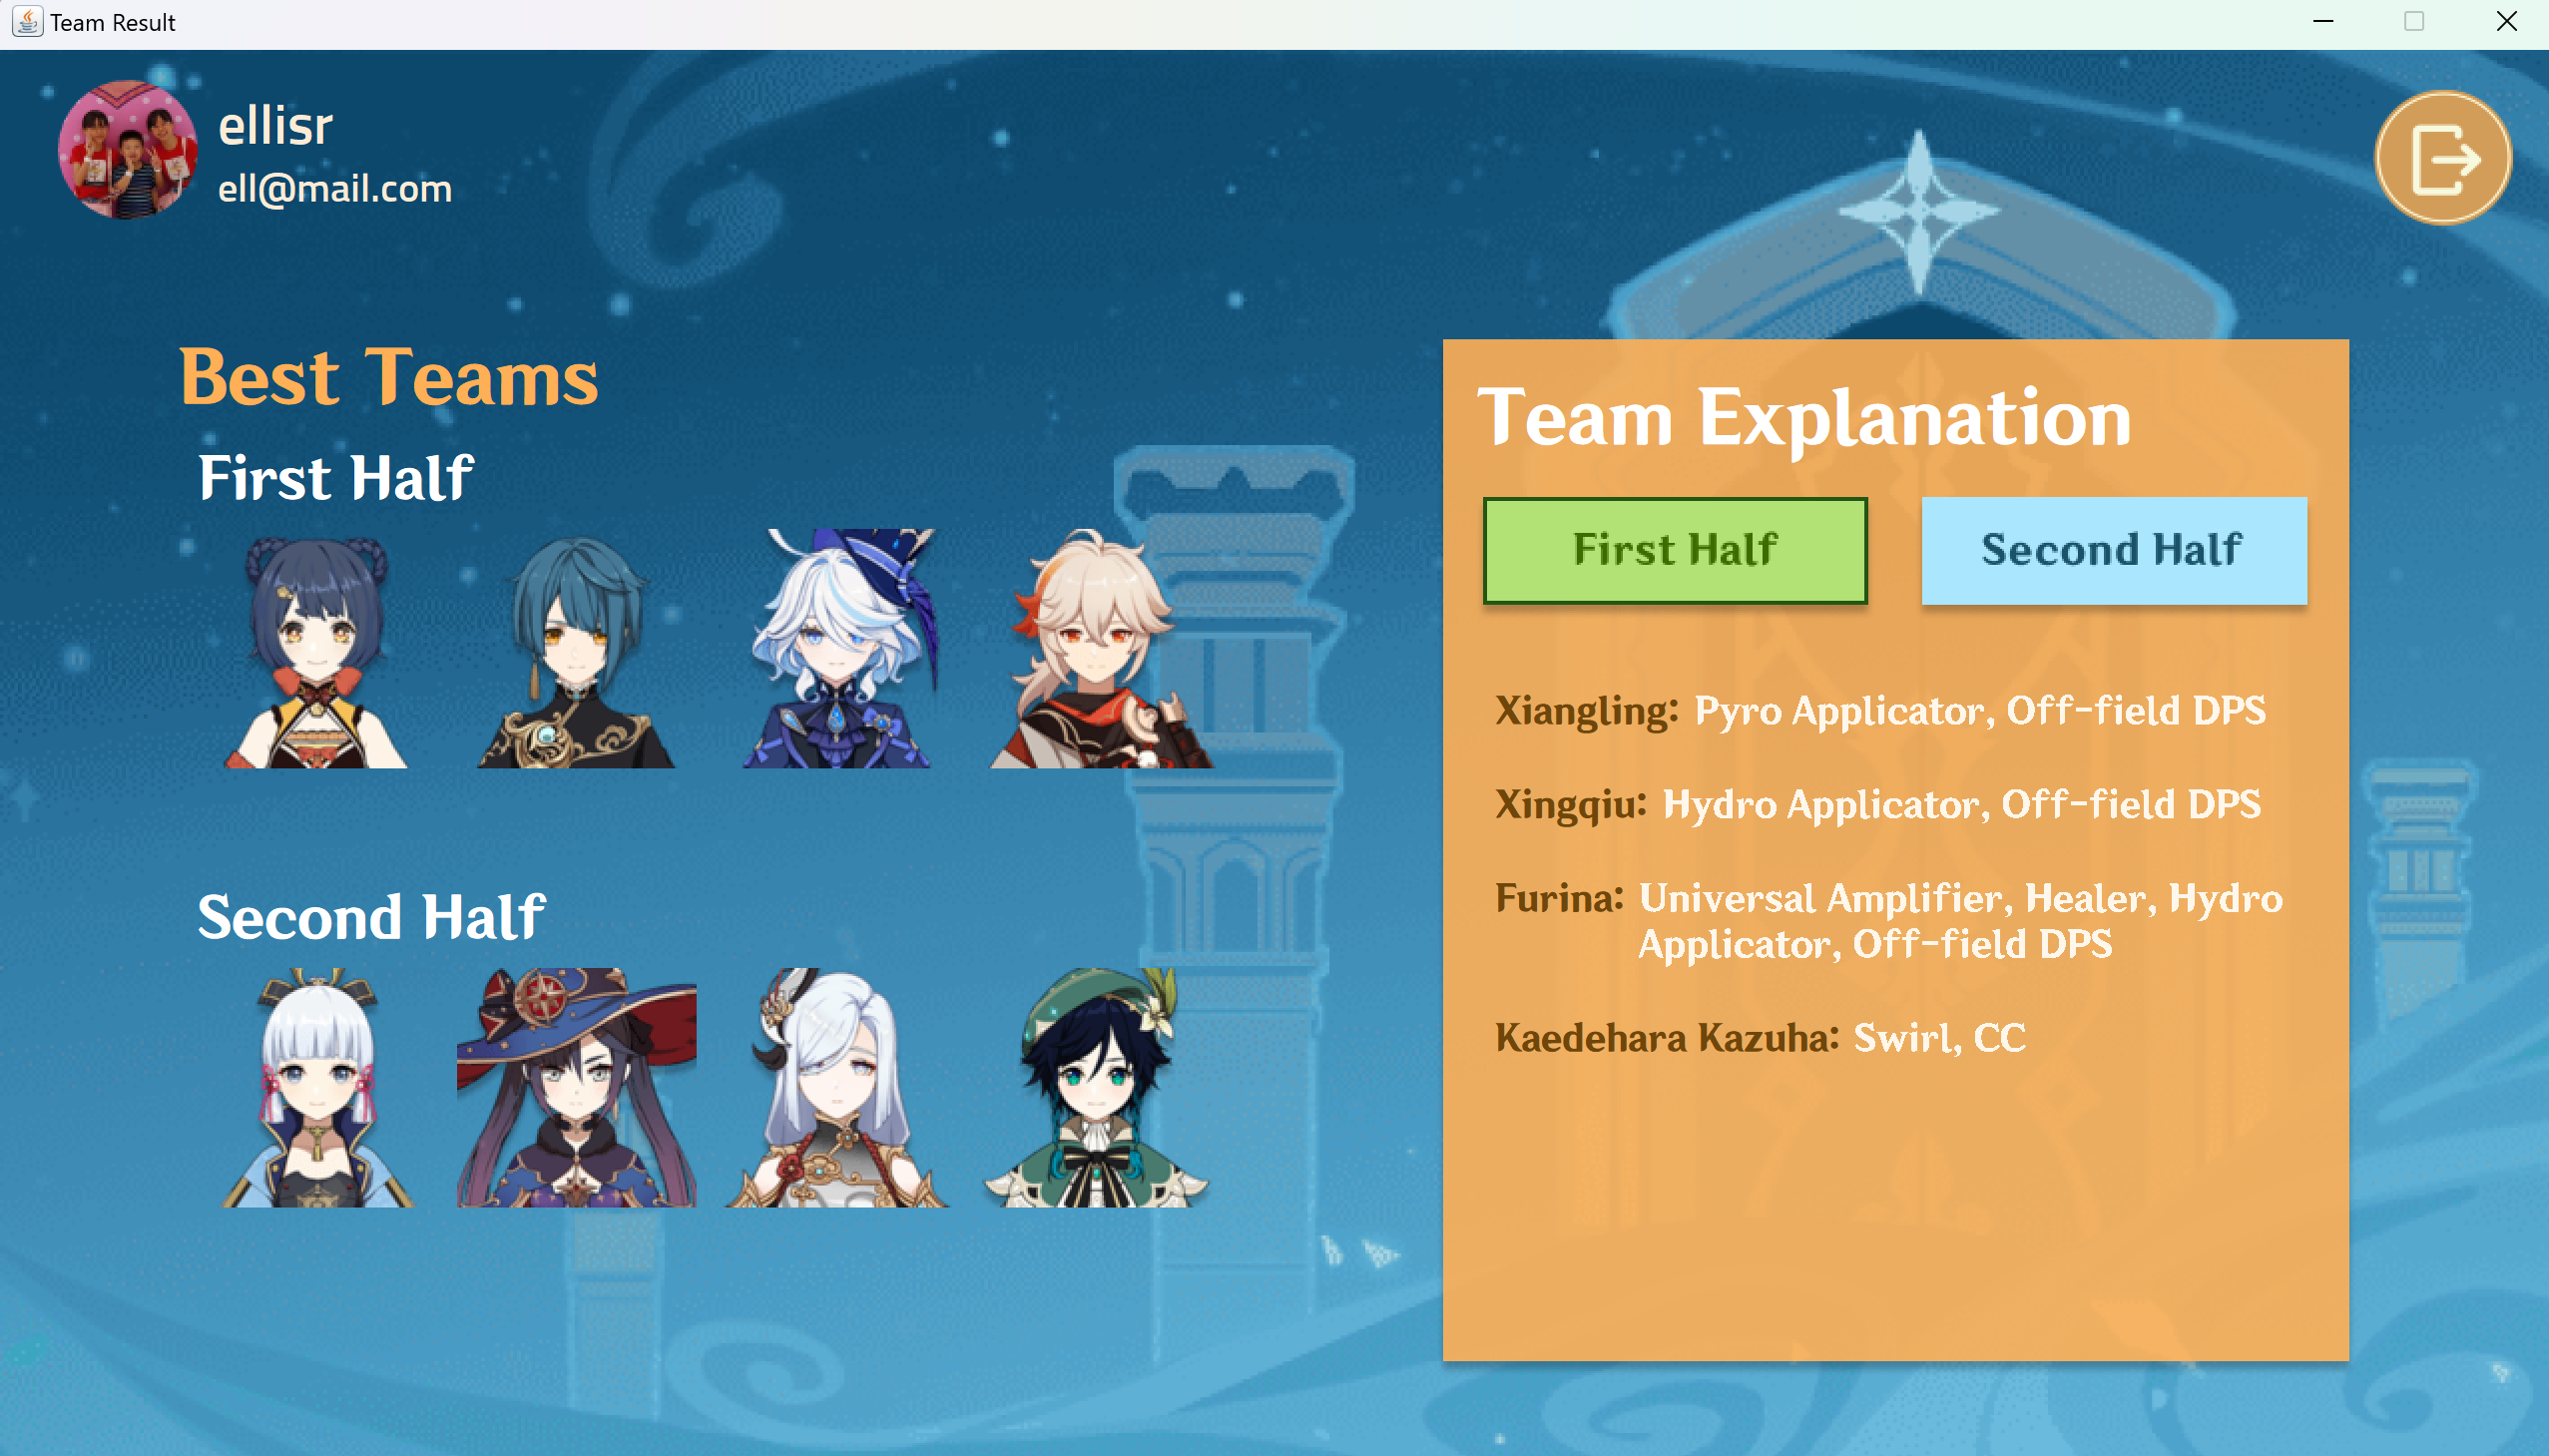 Team Result
ellisr
ell@mail.com
Best Teams
First Half
Second Half
Team Explanation
First Half
Second Half
Xiangling: Pyro Applicator, Off-field DPS
Xingqiu: Hydro Applicator, Off-field DPS
Furina: Universal Amplifier, Healer, Hydro
Applicator, Off-field DPS
Kaedehara Kazuha: Swirl, CC